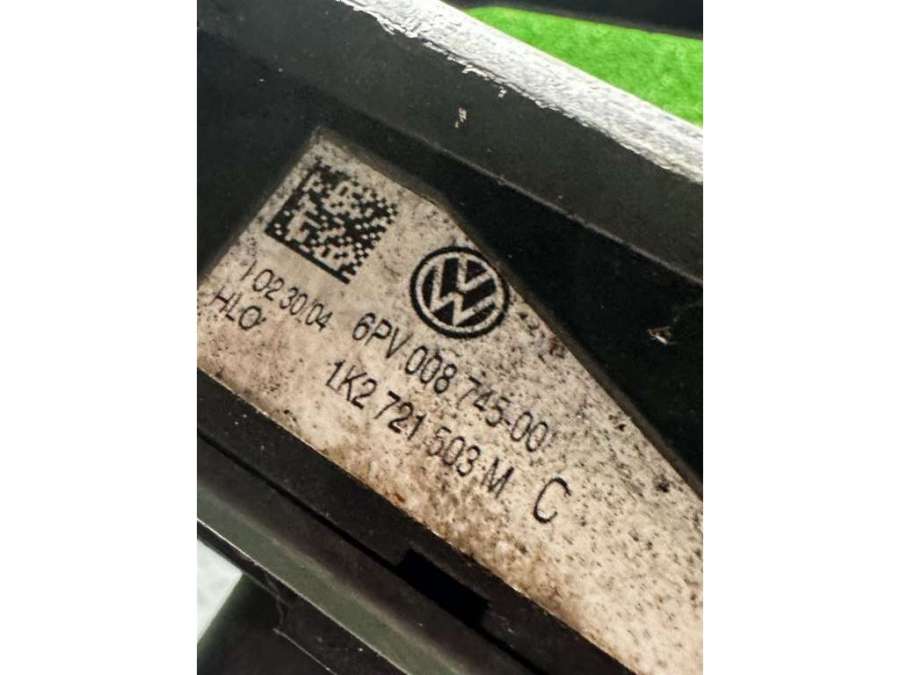 1 02 30/04
HLO
6PV 008 745-00
1K2 721 503 M C